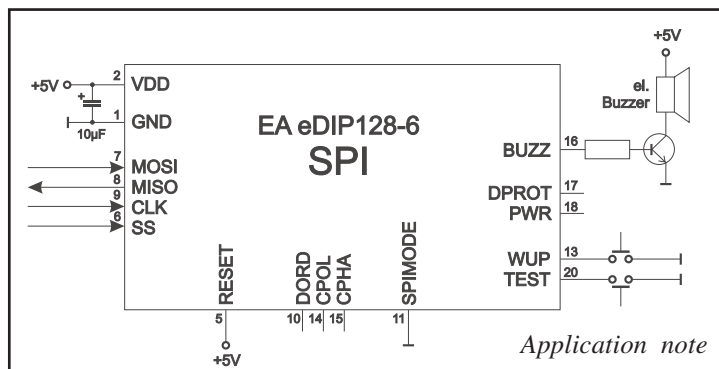 +5V
+5V
2
VDD
+
1
GND
10µF
EA eDIP128-6
SPI
el.
Buzzer
BUZZ
16
7
MOSI
8
MISO
9
CLK
6
SS
DPROT
17
PWR
18
WUP
13
TEST
20
RESET
DORD
CPOL
CPHA
SPIMODE
5
10
14
15
11
+5V
Application note